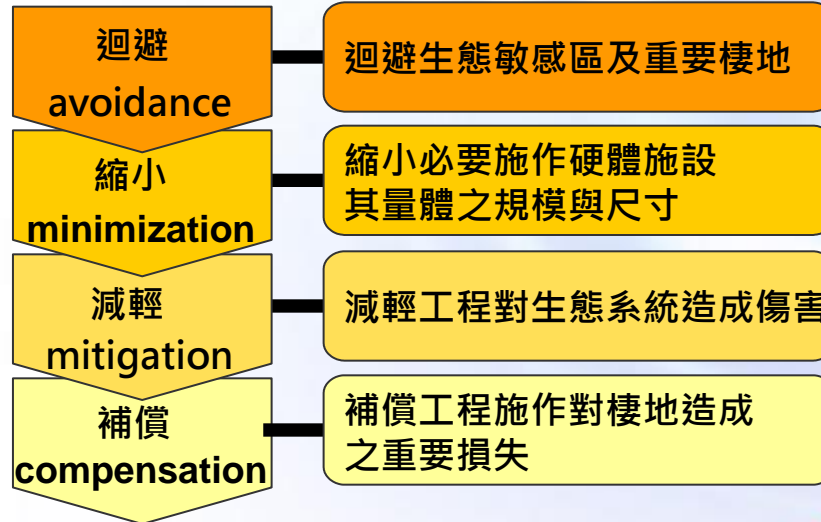 迴避
avoidance
迴避生態敏感區及重要棲地
縮小
minimization
縮小必要施作硬體施設
其量體之規模與尺寸
減輕
mitigation
減輕工程對生態系統造成傷害
補償
compensation
補償工程施作對棲地造成
之重要損失